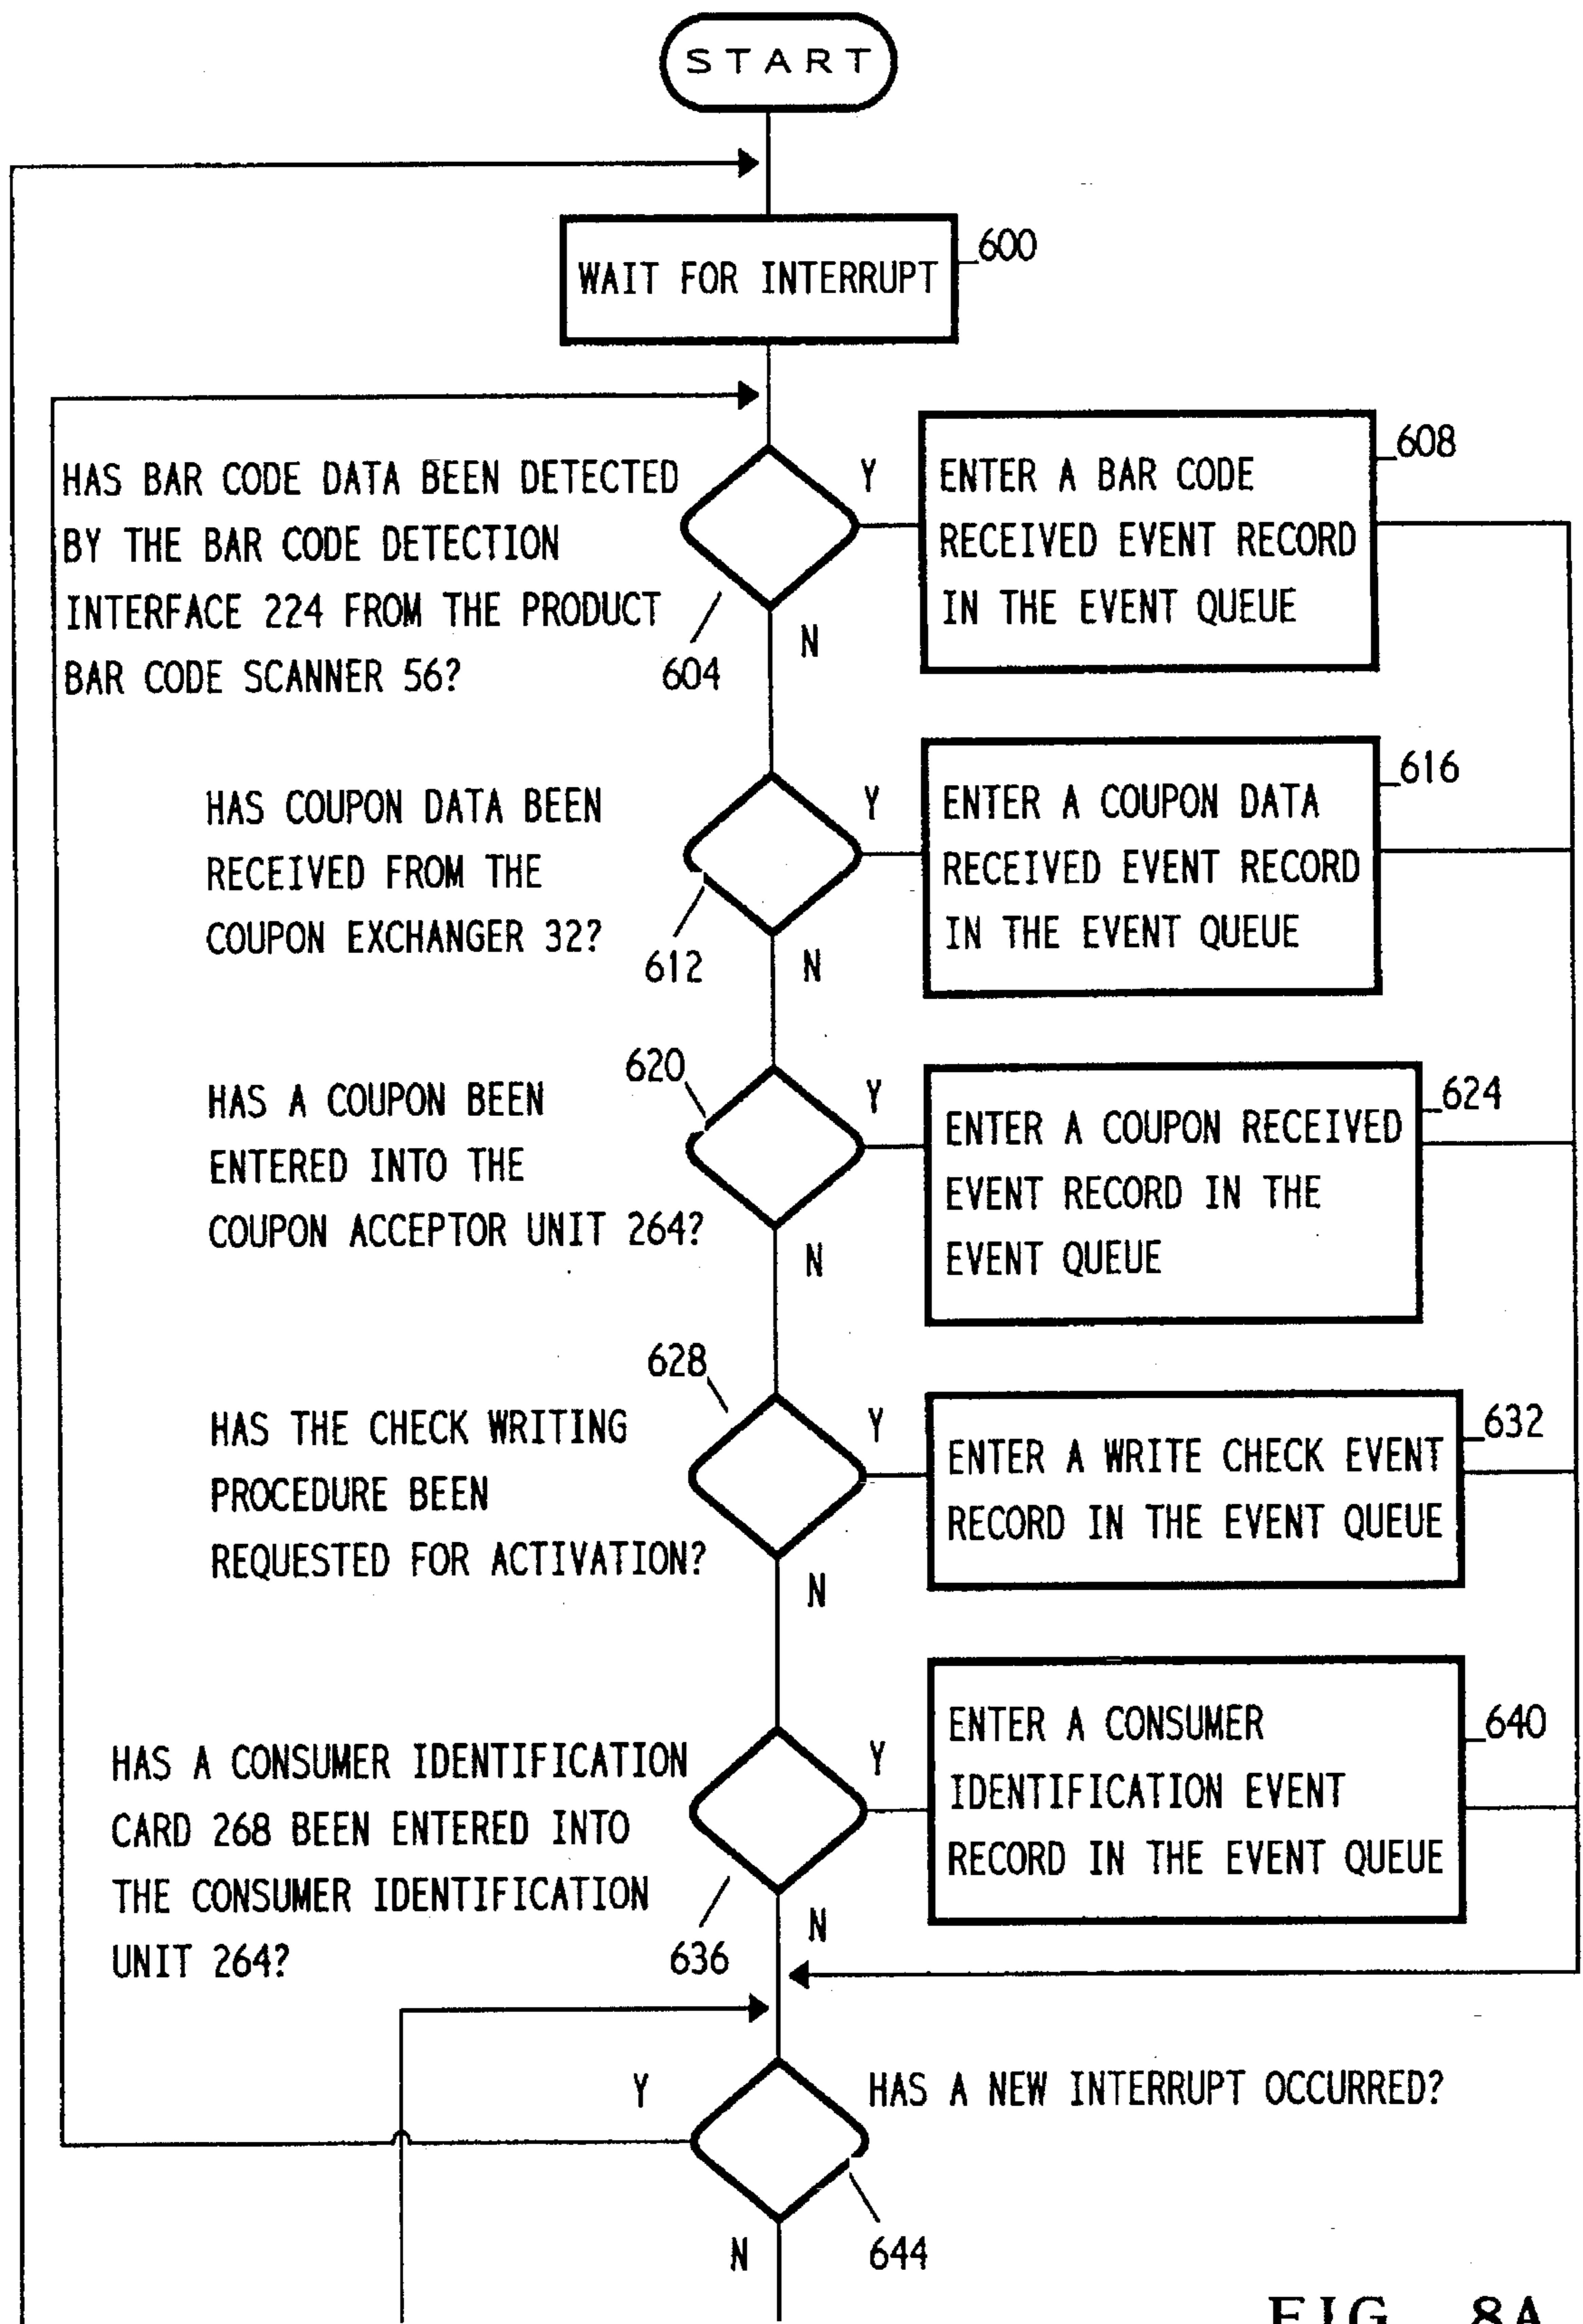 START
WAIT FOR INTERRUPT
600
HAS BAR CODE DATA BEEN DETECTED
BY THE BAR CODE DETECTION
INTERFACE 224 FROM THE PRODUCT
BAR CODE SCANNER 56?
604
Y
N
ENTER A BAR CODE
RECEIVED EVENT RECORD
IN THE EVENT QUEUE
608
HAS COUPON DATA BEEN
RECEIVED FROM THE
COUPON EXCHANGER 32?
612
Y
N
ENTER A COUPON DATA
RECEIVED EVENT RECORD
IN THE EVENT QUEUE
616
HAS A COUPON BEEN
ENTERED INTO THE
COUPON ACCEPTOR UNIT 264?
620
Y
N
ENTER A COUPON RECEIVED
EVENT RECORD IN THE
EVENT QUEUE
624
HAS THE CHECK WRITING
PROCEDURE BEEN
REQUESTED FOR ACTIVATION?
628
Y
N
ENTER A WRITE CHECK EVENT
RECORD IN THE EVENT QUEUE
632
HAS A CONSUMER IDENTIFICATION
CARD 268 BEEN ENTERED INTO
THE CONSUMER IDENTIFICATION
UNIT 264?
636
Y
N
ENTER A CONSUMER
IDENTIFICATION EVENT
RECORD IN THE EVENT QUEUE
640
Y
HAS A NEW INTERRUPT OCCURRED?
N
644
FIG. 8A